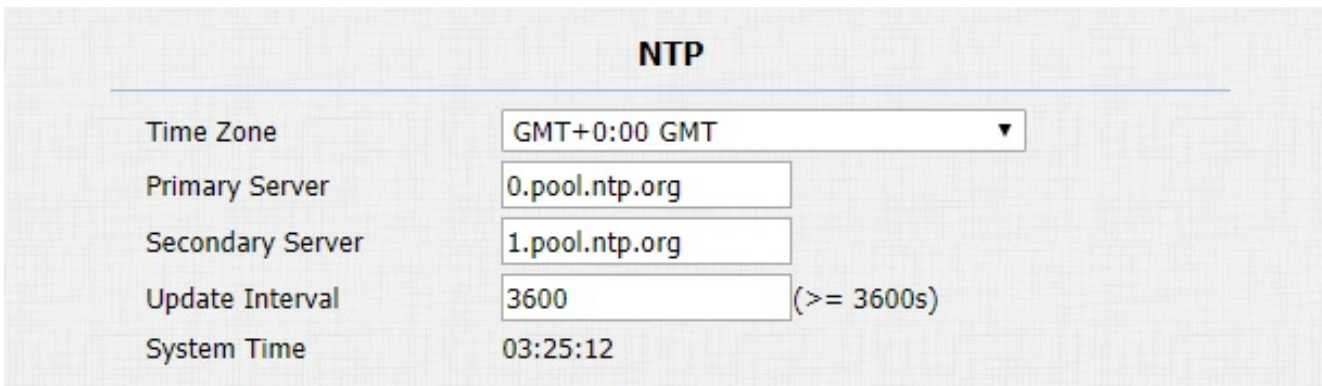 NTP
Time Zone GMT+0:00 GMT
Primary Server 0.pool.ntp.org
Secondary Server 1.pool.ntp.org
Update Interval 3600 (>= 3600s)
System Time 03:25:12